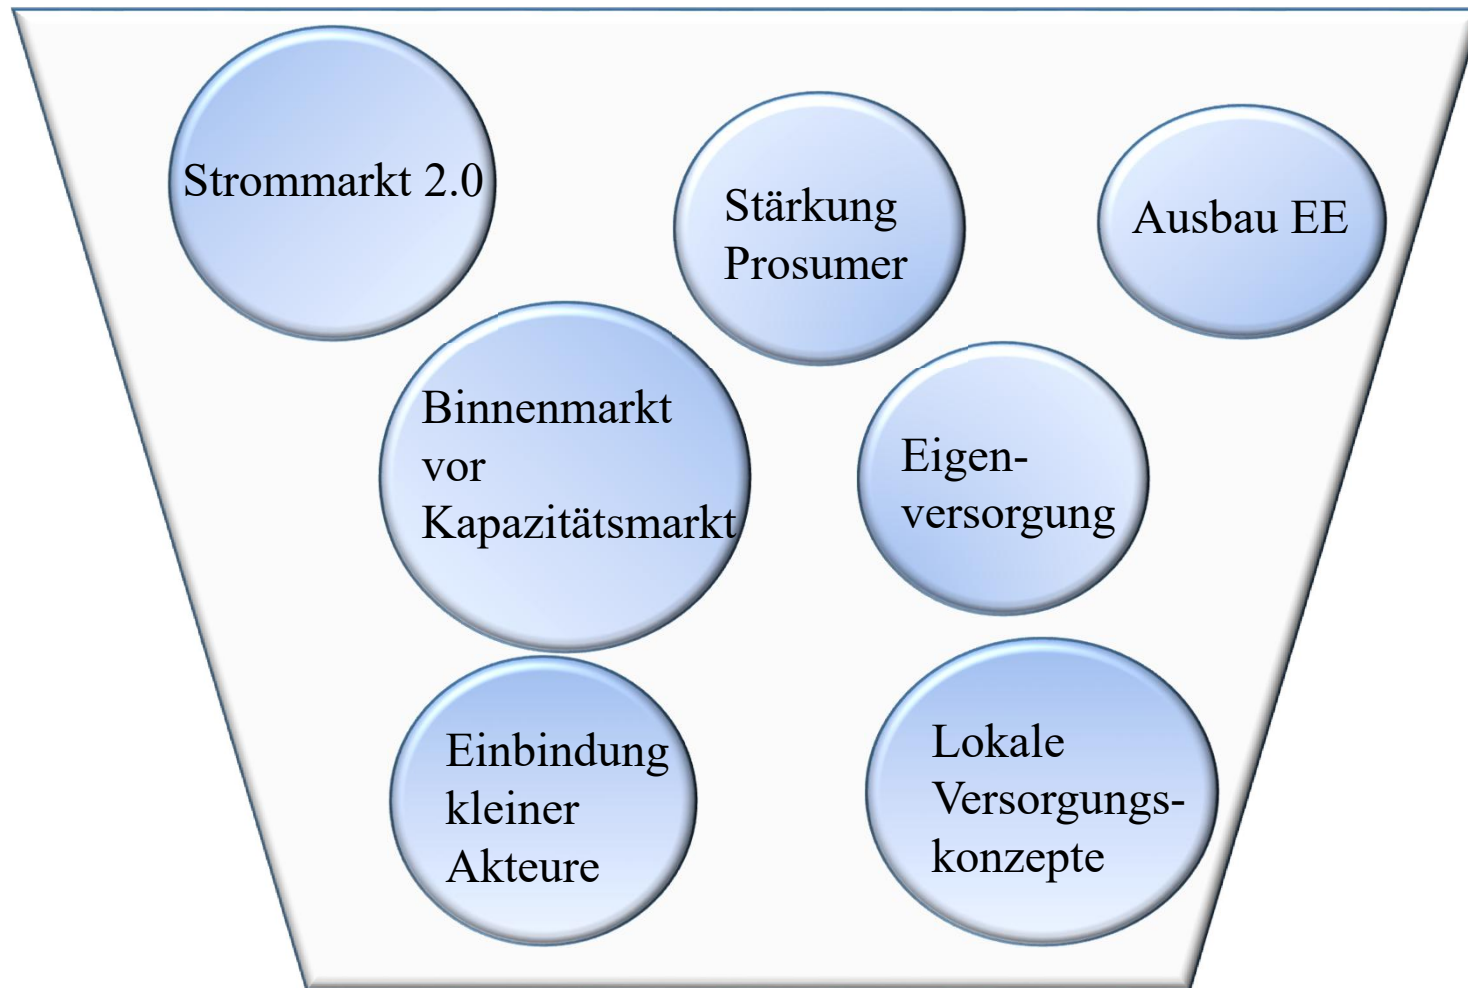 Strommarkt 2.0
Stärkung
Prosumer
Ausbau EE
Binnenmarkt
vor
Kapazitätsmarkt
Eigen-
versorgung
Einbindung
kleiner
Akteure
Lokale
Versorgungs-
konzepte